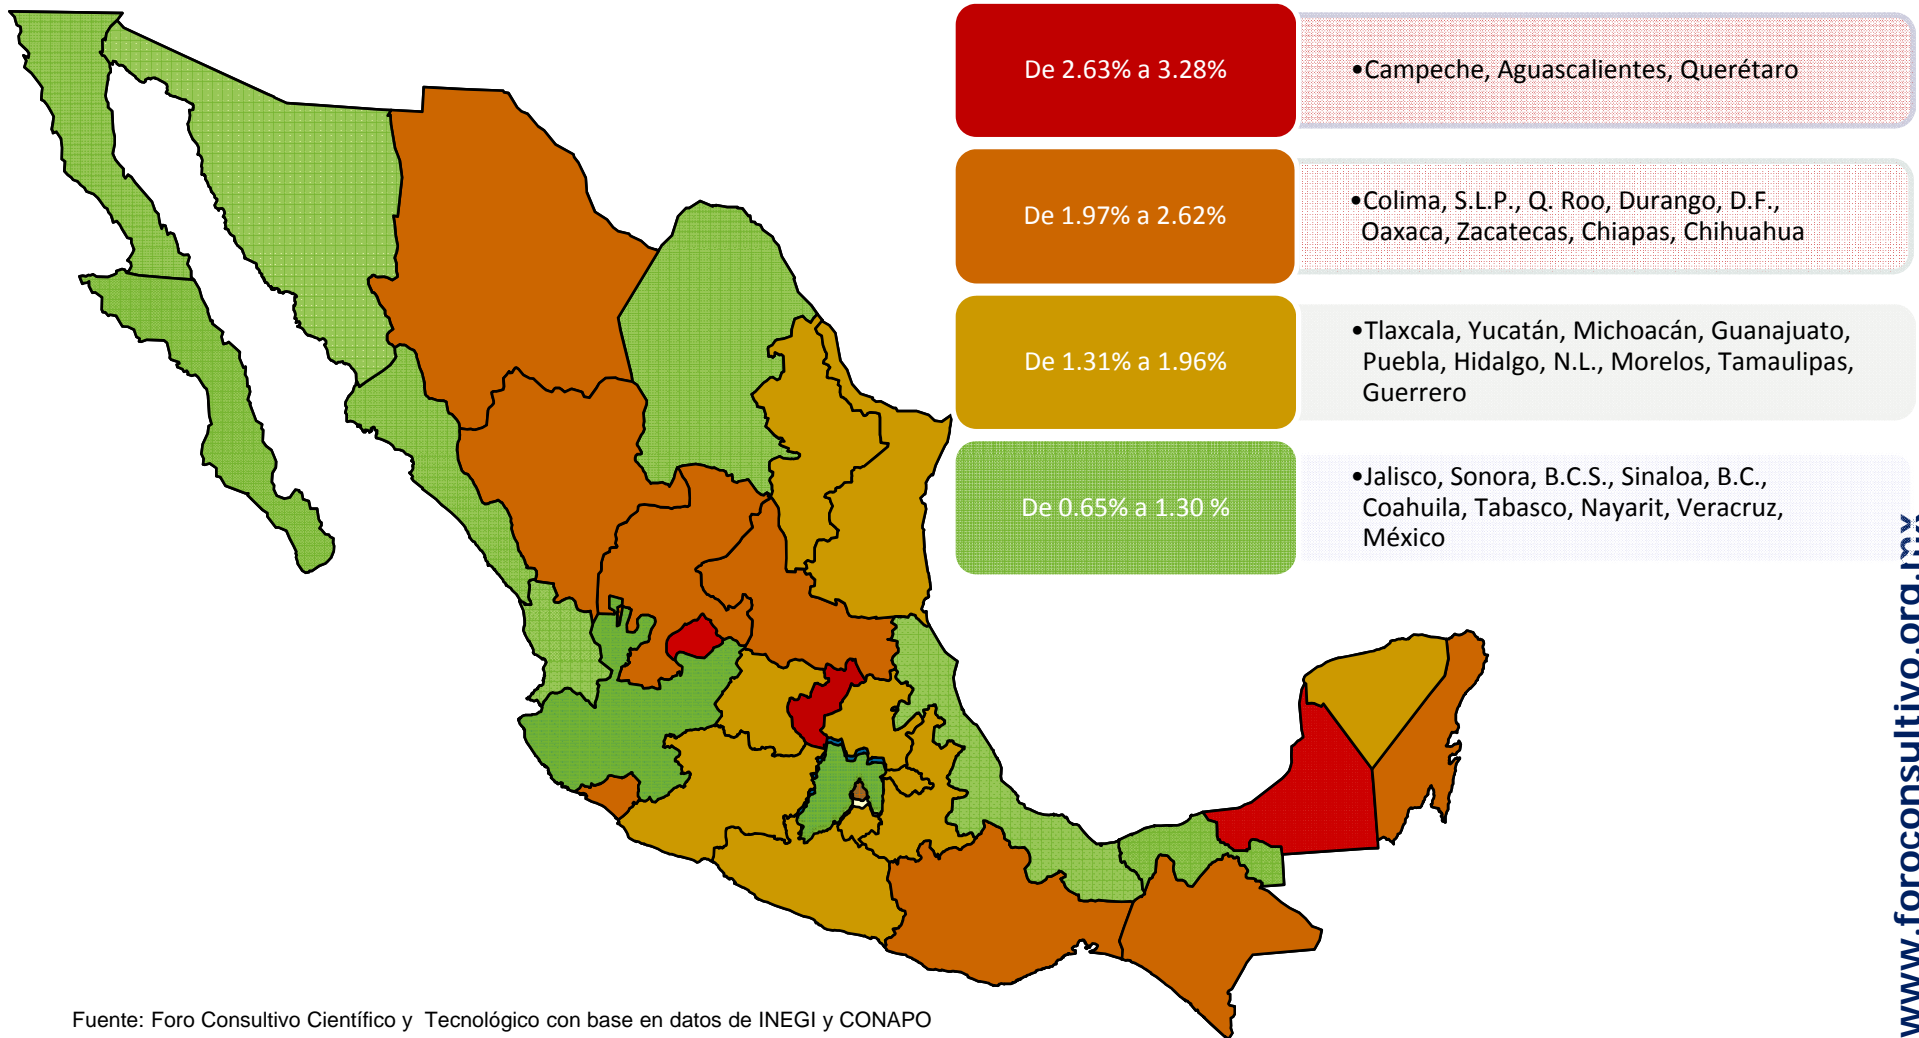 De 2.63% a 3.28%
•Campeche, Aguascalientes, Querétaro
De 1.97% a 2.62%
•Colima, S.L.P., Q. Roo, Durango, D.F.,
Oaxaca, Zacatecas, Chiapas, Chihuahua
De 1.31% a 1.96%
•Tlaxcala, Yucatán, Michoacán, Guanajuato,
Puebla, Hidalgo, N.L., Morelos, Tamaulipas,
Guerrero
De 0.65% a 1.30 %
•Jalisco, Sonora, B.C.S., Sinaloa, B.C.,
Coahuila, Tabasco, Nayarit, Veracruz,
México
www.foroconsultivo.org.mx
Fuente: Foro Consultivo Científico y  Tecnológico con base en datos de INEGI y CONAPO